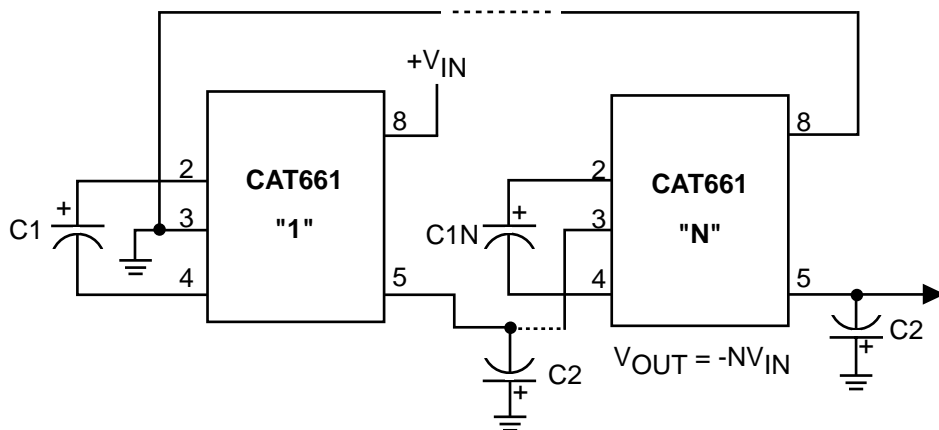 +VIN
8
8
2
CAT661
2
CAT661
C1
+
3
"1"
+
C1N
3
"N"
4
5
4
5
+
C2
VOUT = -NVIN
+
C2